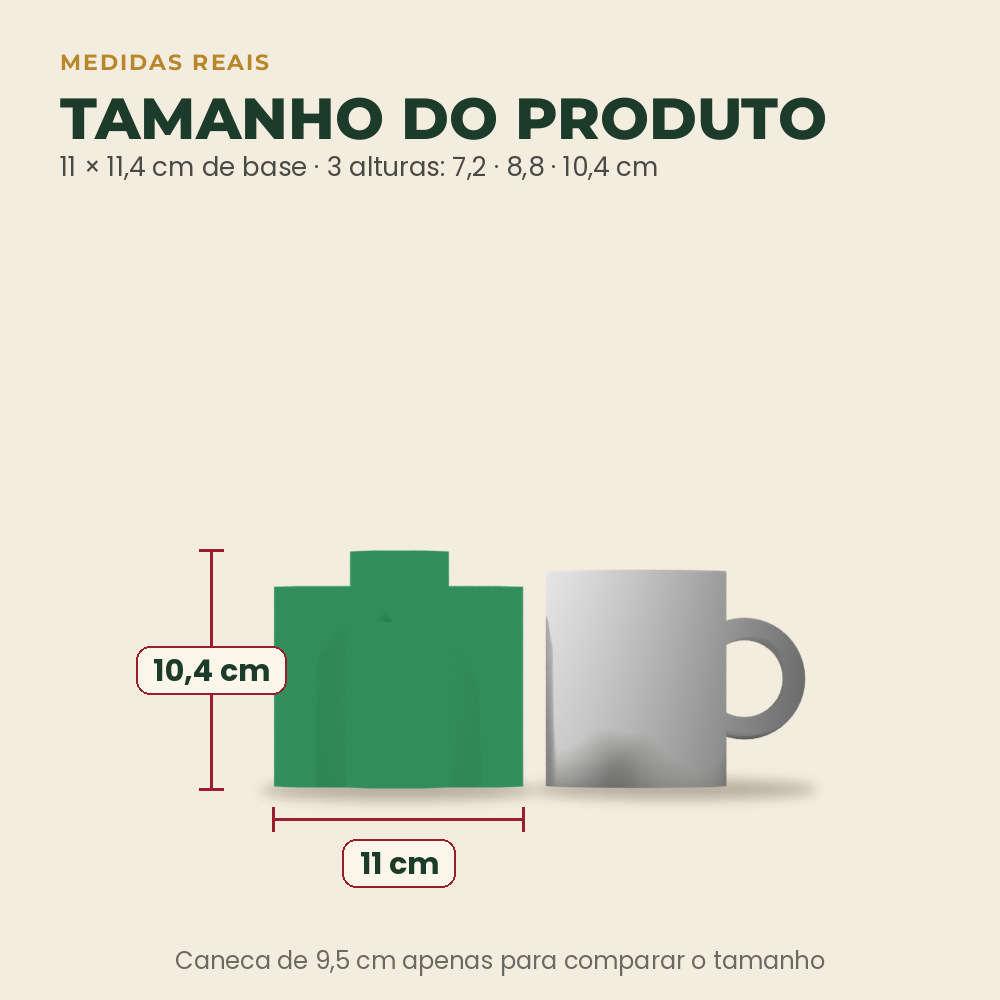 MEDIDAS REAIS
TAMANHO DO PRODUTO
11 × 11,4 cm de base · 3 alturas: 7,2 · 8,8 · 10,4 cm
10,4 cm
11 cm
Caneca de 9,5 cm apenas para comparar o tamanho